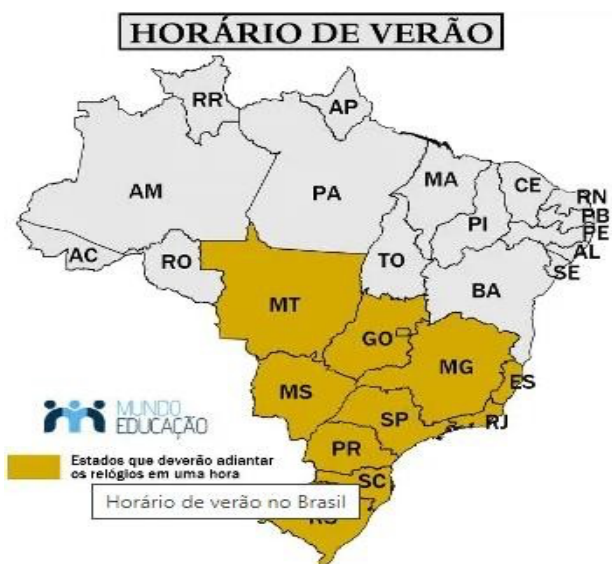 HORÁRIO DE VERÃO
RR
AP
AM
PA
MA
CE
RN
PB
PE
PI
AL
AC
RO
TO
SE
BA
MT
GO
MG
ES
MS
SP
RJ
MUNDO
EDUCAÇÃO
PR
Estados que deverão adiantar
os relógios em uma hora
SC
Horário de verão no Brasil